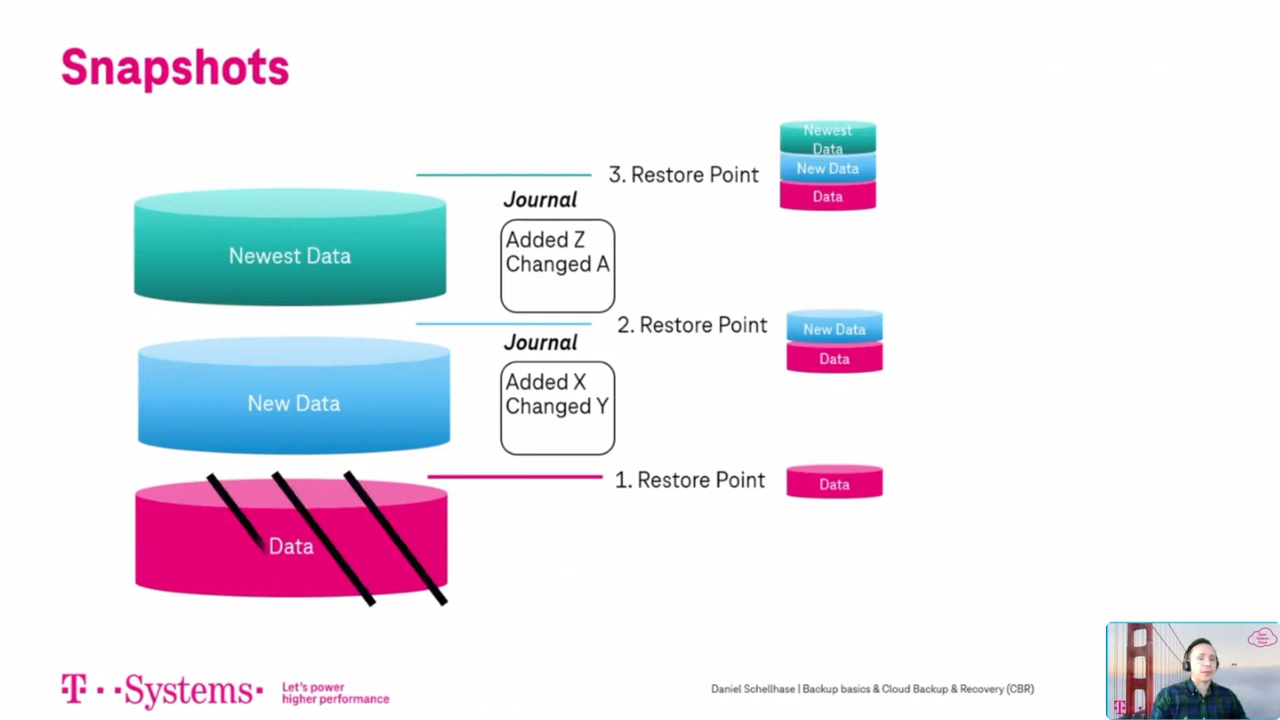 Snapshots
Newest Data
3. Restore Point
Newest
Data
New Data
Data
Journal
Added Z
Changed A
New Data
2. Restore Point
New Data
Data
Journal
Added X
Changed Y
Data
1. Restore Point
Data
T··Systems·
Let's power
higher performance
Daniel Schellhase | Backup basics & Cloud Backup & Recovery (CBR)